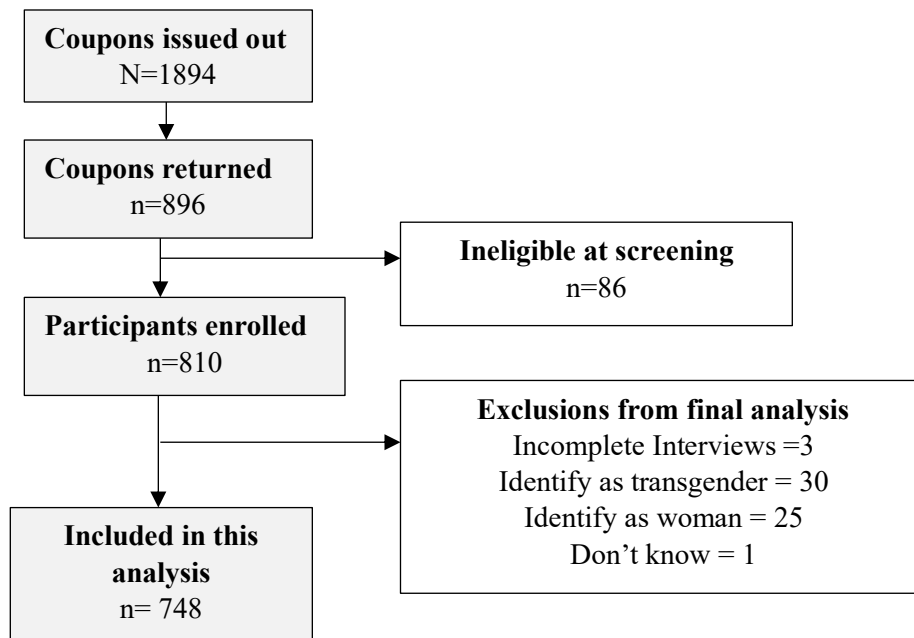 Coupons issued out
N=1894
Coupons returned
n=896
Ineligible at screening
n=86
Participants enrolled
n=810
Exclusions from final analysis
Incomplete Interviews =3
Identify as transgender = 30
Identify as woman = 25
Don’t know = 1
Included in this
analysis
n= 748